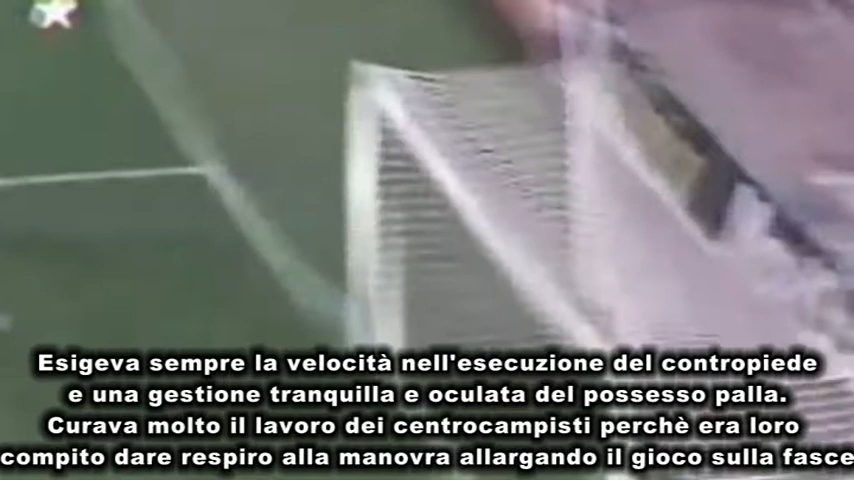 Esigeva sempre la velocità nell'esecuzione del contropiede
e una gestione tranquilla e oculata del possesso palla.
Curava molto il lavoro dei centrocampisti perchè era loro
compito dare respiro alla manovra allargando il gioco sulla fasce